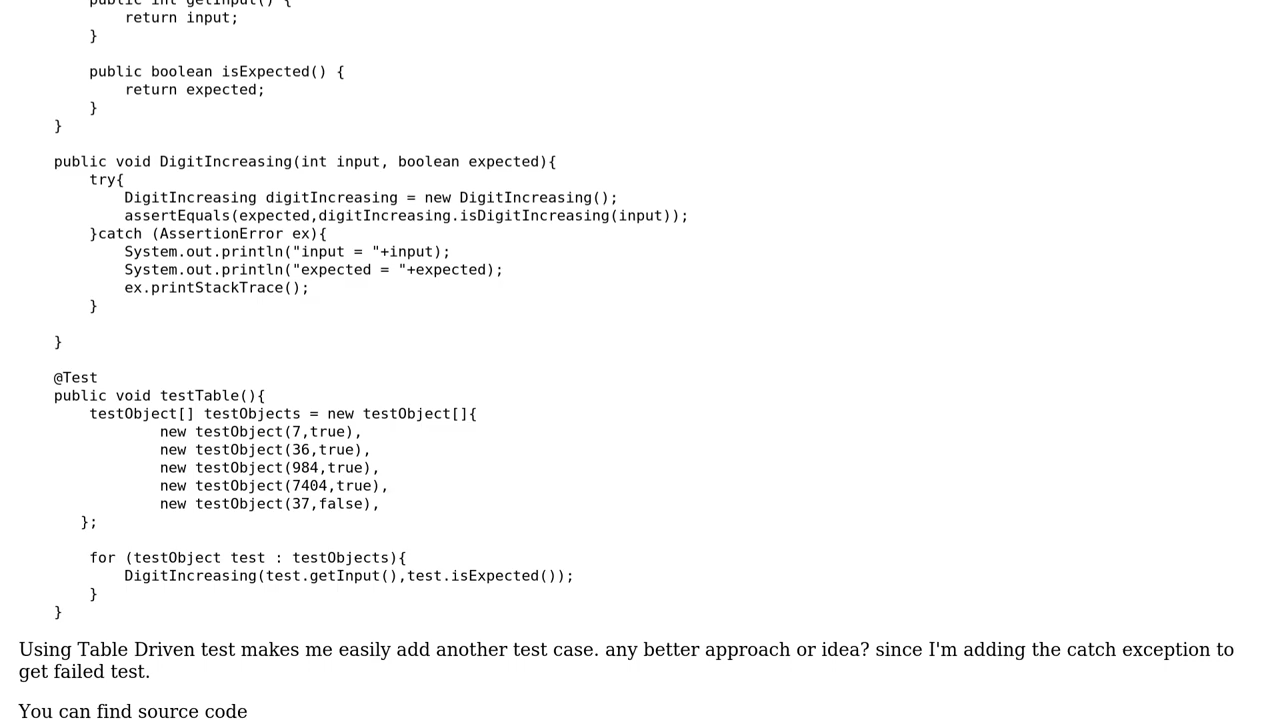 public int getInput() {
return input;
}
public boolean isExpected() {
return expected;
}
}
public void DigitIncreasing(int input, boolean expected){
try{
DigitIncreasing digitIncreasing = new DigitIncreasing();
assertEquals(expected,digitIncreasing.isDigitIncreasing(input));
}catch (AssertionError ex){
System.out.println("input = "+input);
System.out.println("expected = "+expected);
ex.printStackTrace();
}
}
@Test
public void testTable(){
testObject[] testObjects = new testObject[]{
new testObject(7,true),
new testObject(36,true),
new testObject(984,true),
new testObject(7404,true),
new testObject(37,false),
};
for (testObject test : testObjects){
DigitIncreasing(test.getInput(),test.isExpected());
}
}
Using Table Driven test makes me easily add another test case. any better approach or idea? since I'm adding the catch exception to
get failed test.
You can find source code